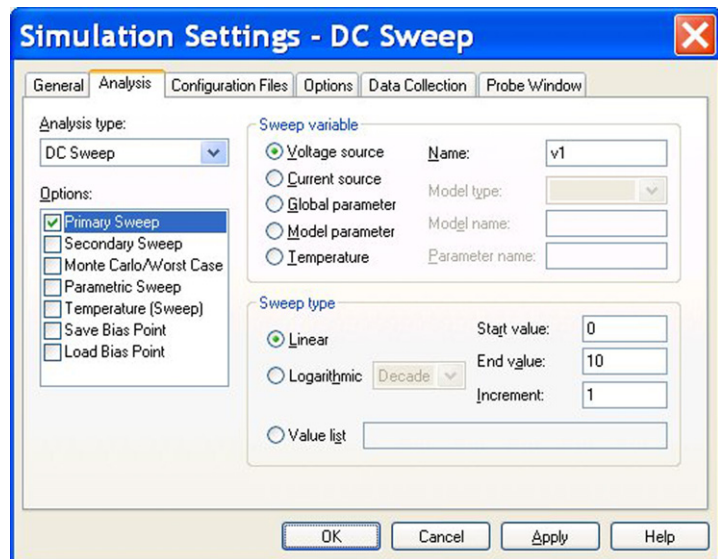 Simulation Settings - DC Sweep
General Analysis Configuration Files Options Data Collection Probe Window
Analysis type:
DC Sweep
Options:
Primary Sweep
Secondary Sweep
Monte Carlo/Worst Case
Parametric Sweep
Temperature (Sweep)
Save Bias Point
Load Bias Point
Sweep variable
Voltage source
Current source
Global parameter
Model parameter
Temperature
Name: v1
Model type:
Model name:
Parameter name:
Sweep type
Linear
Logarithmic Decade
Value list
Start value: 0
End value: 10
Increment: 1
OK Cancel Apply Help